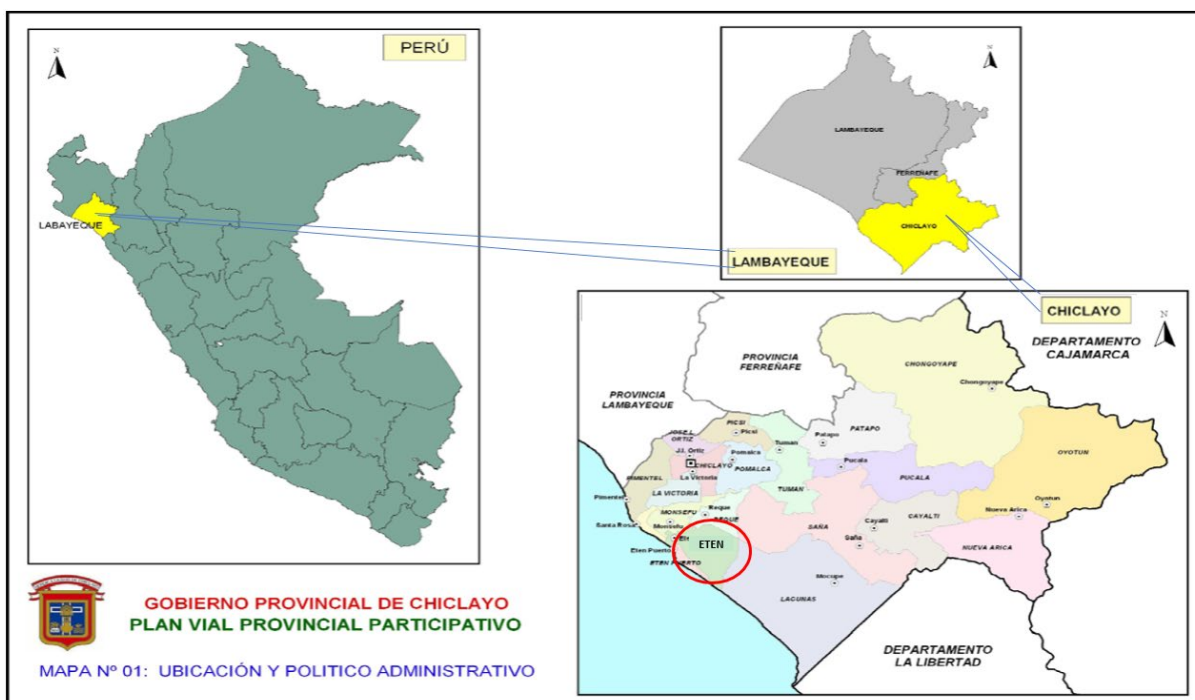 N
PERÚ
LABAYEQUE
N
LAMBAYEQUE
FERREÑAFE
CHICLAYO
LAMBAYEQUE
CHICLAYO
N
DEPARTAMENTO
CAJAMARCA
PROVINCIA
FERREÑAFE
PROVINCIA
LAMBAYEQUE
CHONGOYAPE
Chongoyape
PICSI
Picsi
JOSE L.
ORTIZ
J.L. Ortiz
Tuman
Patapo
PATAPO
OYOTUN
Pomalca
CHICLAYO
POMALCA
La Victoria
Pucala
PUCALA
PIMENTEL
Pimentel
LA VICTORIA
TUMAN
Oyotun
Nueva Arica
MONSEFU
Reque
REQUE
Santa Rosa
Monsefu
SAÑA
Cayalti
CAYALTI
Saña
Ete
ETEN
Eten Puerto
ETEN PUERTO
NUEVA ARICA
Mocupe
LAGUNAS
DEPARTAMENTO
LA LIBERTAD
GOBIERNO PROVINCIAL DE CHICLAYO
PLAN VIAL PROVINCIAL PARTICIPATIVO
MAPA Nº 01: UBICACIÓN Y POLITICO ADMINISTRATIVO